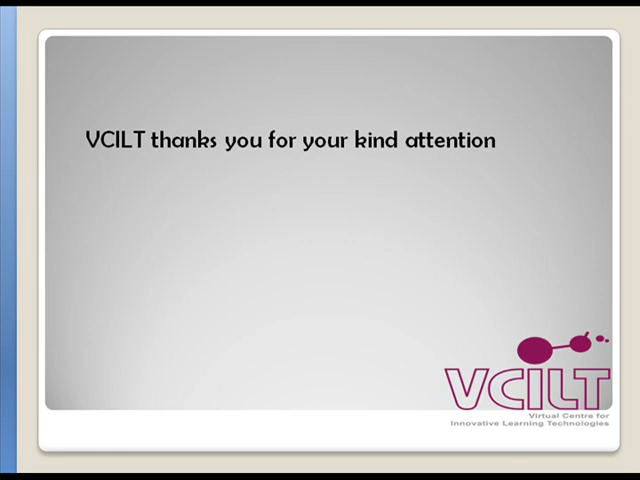 VCILT thanks you for your kind attention
VCILT
Virtual Centre for
Innovative Learning Technologies